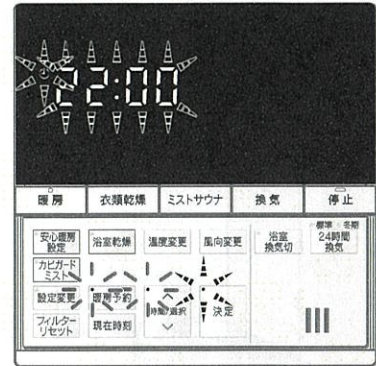 22:00
暖房 衣類乾燥 ミストサウナ 換気 停止
標準 冬期
安心暖房
設定
浴室乾燥 温度変更 風向変更
浴室
換気切
24時間
換気
カビガード
ミスト
設定変更 暖房予約
時間/選択
決定
フィルター
リセット
現在時刻